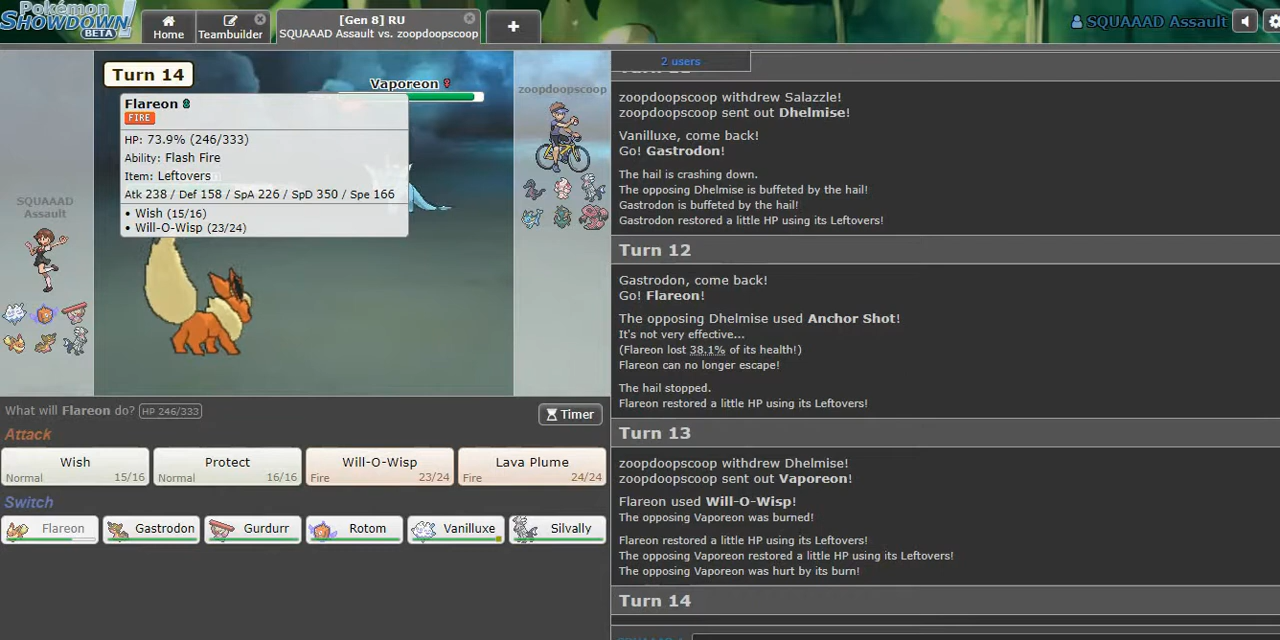 Pokémon
SHOWDOWN!
BETA
Home
Teambuilder
[Gen 8] RU
SQUAAAD Assault vs. zoopdoopscoop
SQUAAAD Assault
Turn 14
Vaporeon
Flareon
FIRE
HP: 73.9% (246/333)
Ability: Flash Fire
Item: Leftovers
Atk 238 / Def 158 / SpA 226 / SpD 350 / Spe 166
• Wish (15/16)
• Will-O-Wisp (23/24)
SQUAAAD
Assault
zoopdoopscoop
What will Flareon do? HP 246/333
Timer
Attack
Wish
Normal 15/16
Protect
Normal 16/16
Will-O-Wisp
Fire 23/24
Lava Plume
Fire 24/24
Switch
Flareon
Gastrodon
Gurdurr
Rotom
Vanilluxe
Silvally
2 users
zoopdoopscoop withdrew Salazzle!
zoopdoopscoop sent out Dhelmise!
Vanilluxe, come back!
Go! Gastrodon!
The hail is crashing down.
The opposing Dhelmise is buffeted by the hail!
Gastrodon is buffeted by the hail!
Gastrodon restored a little HP using its Leftovers!
Turn 12
Gastrodon, come back!
Go! Flareon!
The opposing Dhelmise used Anchor Shot!
It's not very effective...
(Flareon lost 38.1% of its health!)
Flareon can no longer escape!
The hail stopped.
Flareon restored a little HP using its Leftovers!
Turn 13
zoopdoopscoop withdrew Dhelmise!
zoopdoopscoop sent out Vaporeon!
Flareon used Will-O-Wisp!
The opposing Vaporeon was burned!
Flareon restored a little HP using its Leftovers!
The opposing Vaporeon restored a little HP using its Leftovers!
The opposing Vaporeon was hurt by its burn!
Turn 14